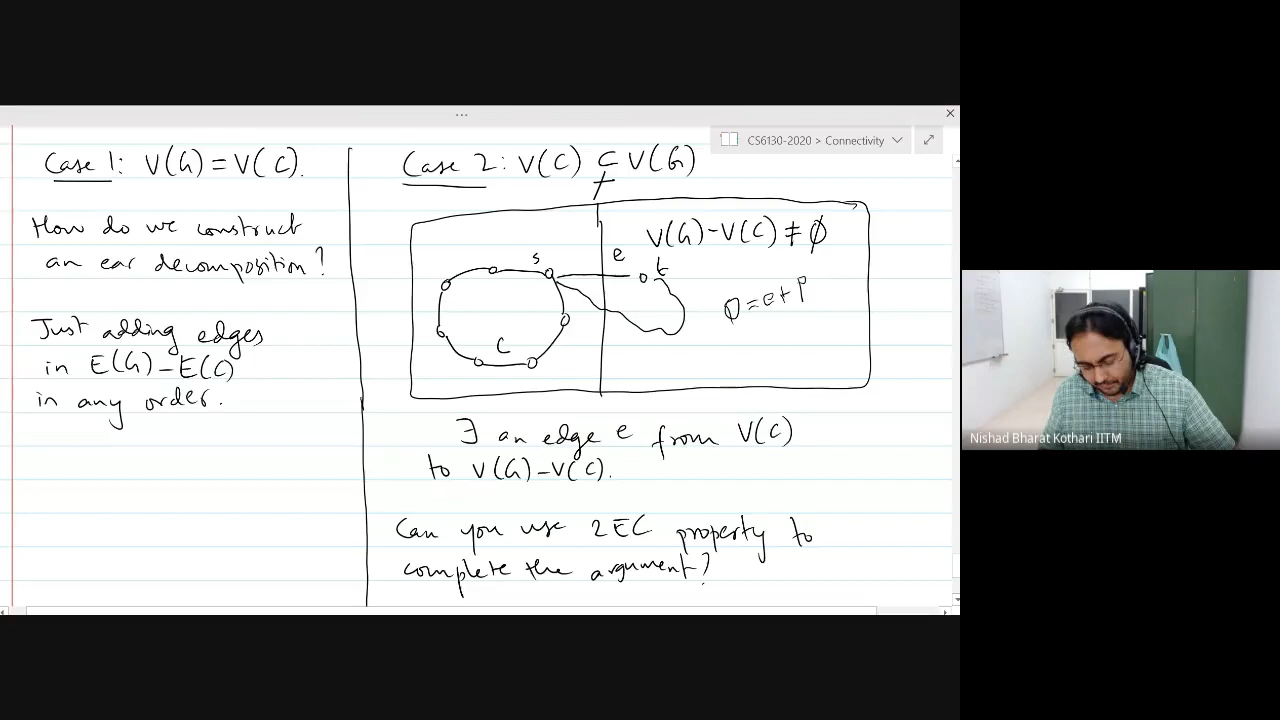 CS6130-2020 > Connectivity
Case 1: V(G) = V(C).
How do we construct
an ear decomposition?
Just adding edges
in E(G) - E(C)
in any order.
Case 2: V(C) ⊊ V(G)
V(G) - V(C) ≠ ∅
s
e
t
Q = e + P
C
∃ an edge e from V(C)
to V(G) - V(C).
Can you use 2EC property to
complete the argument?
Nishad Bharat Kothari IITM